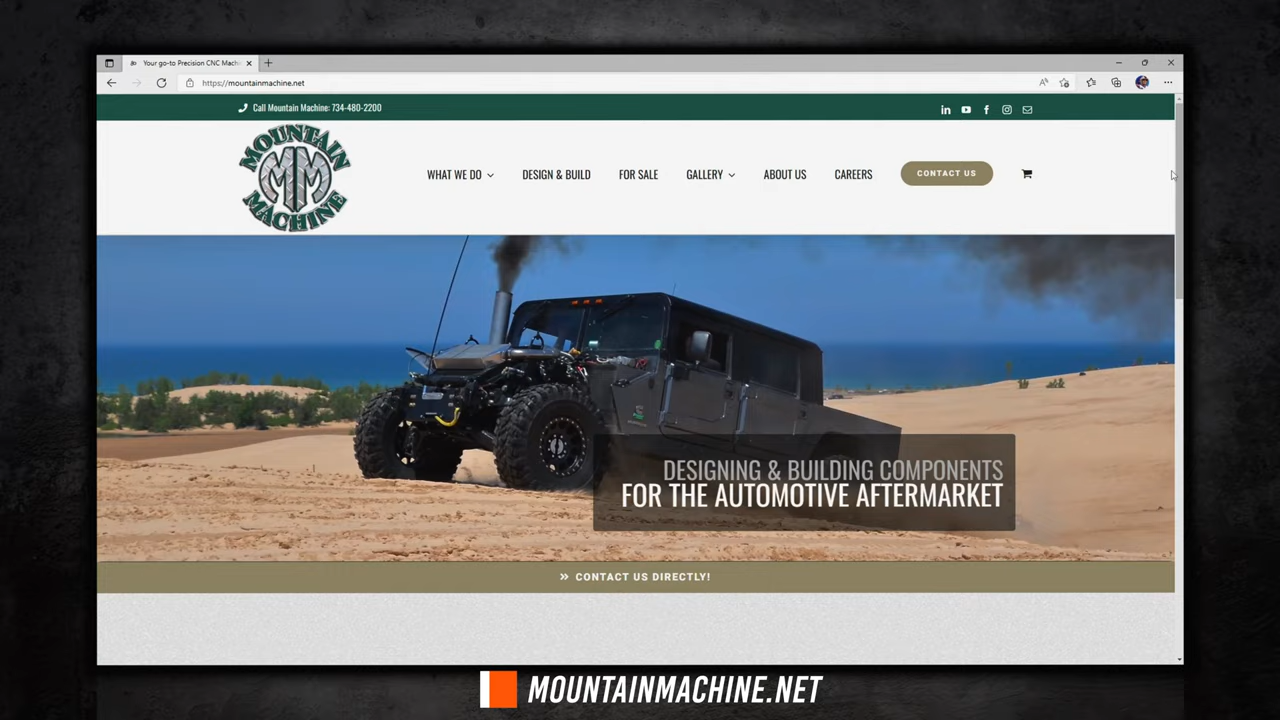 Your go-to Precision CNC Machi
https://mountainmachine.net
Call Mountain Machine: 734-480-2200
MOUNTAIN
MM
MACHINE
WHAT WE DO
DESIGN & BUILD
FOR SALE
GALLERY
ABOUT US
CAREERS
CONTACT US
DESIGNING & BUILDING COMPONENTS
FOR THE AUTOMOTIVE AFTERMARKET
» CONTACT US DIRECTLY!
MOUNTAINMACHINE.NET